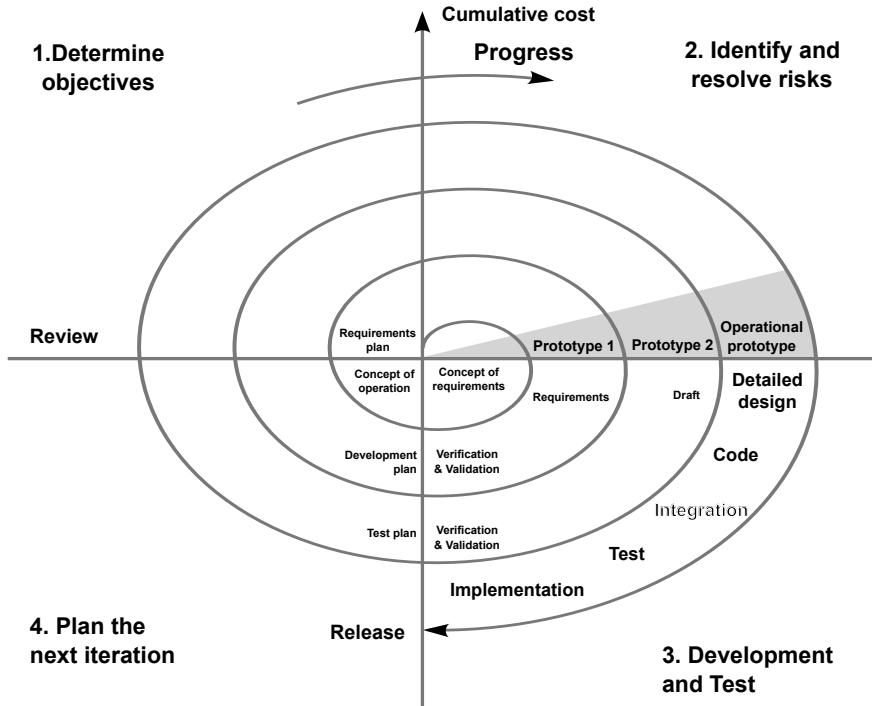 Cumulative cost
1.Determine
objectives
Progress
2. Identify and
resolve risks
Review
Requirements
plan
Prototype 1
Prototype 2
Operational
prototype
Concept of
operation
Concept of
requirements
Requirements
Draft
Detailed
design
Development
plan
Verification
& Validation
Code
Integration
Test plan
Verification
& Validation
Test
Implementation
4. Plan the
next iteration
Release
3. Development
and Test